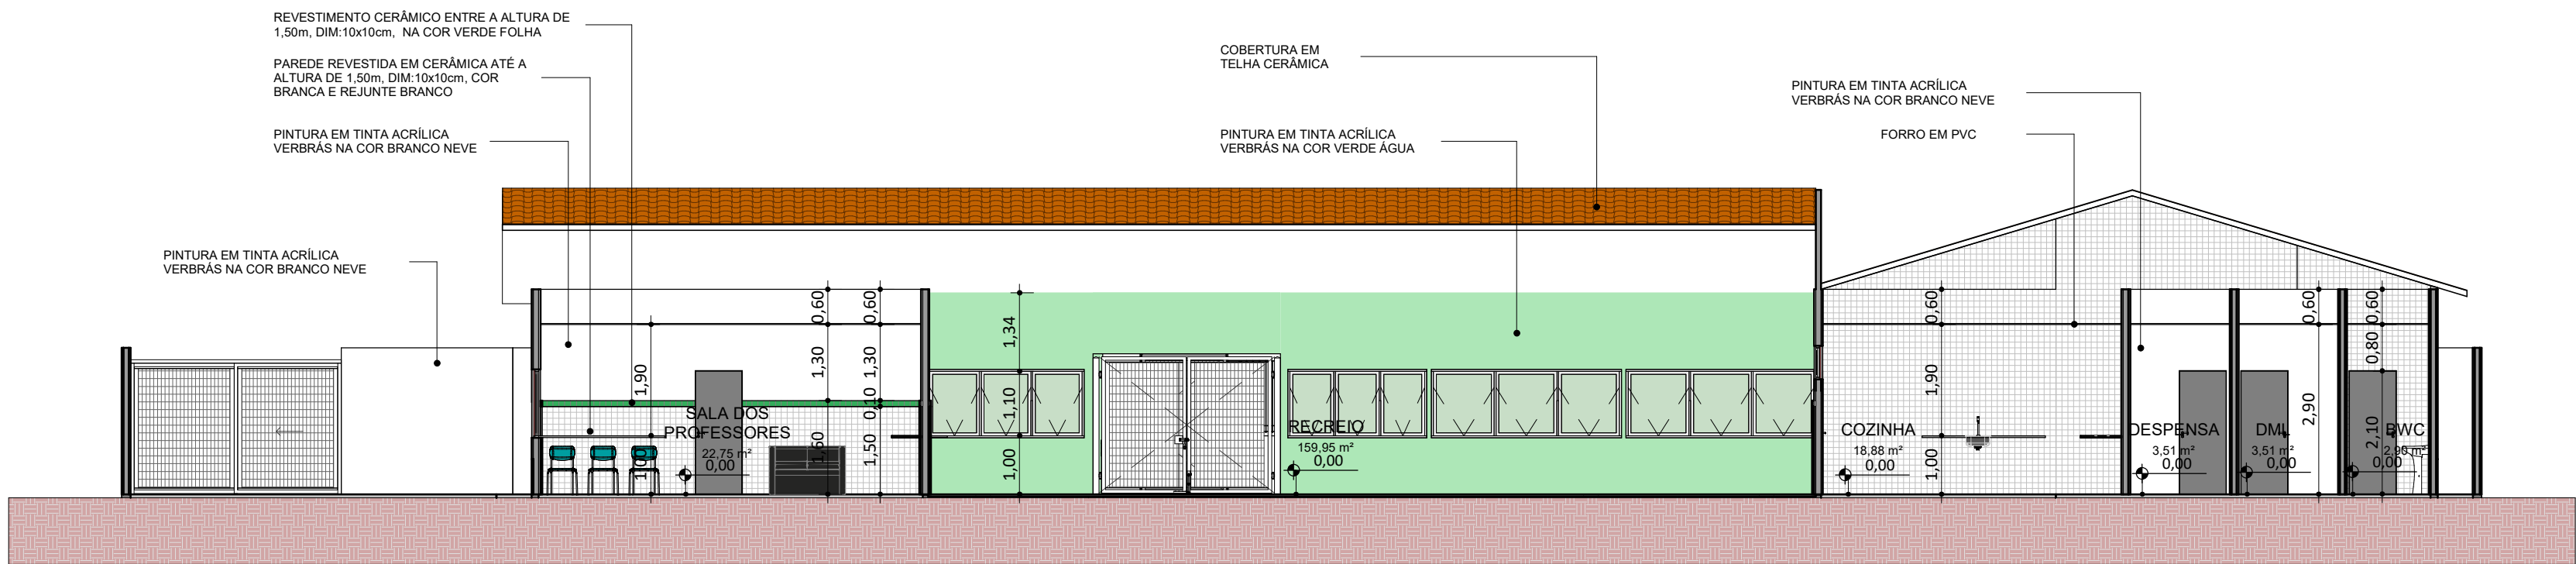 REVESTIMENTO CERÂMICO ENTRE A ALTURA DE
1,50m, DIM:10x10cm, NA COR VERDE FOLHA
PAREDE REVESTIDA EM CERÂMICA ATÉ A
ALTURA DE 1,50m, DIM:10x10cm, COR
BRANCA E REJUNTE BRANCO
PINTURA EM TINTA ACRÍLICA
VERBRÁS NA COR BRANCO NEVE
PINTURA EM TINTA ACRÍLICA
VERBRÁS NA COR BRANCO NEVE
COBERTURA EM
TELHA CERÂMICA
PINTURA EM TINTA ACRÍLICA
VERBRÁS NA COR VERDE ÁGUA
PINTURA EM TINTA ACRÍLICA
VERBRÁS NA COR BRANCO NEVE
FORRO EM PVC
1,90
0,60
1,30
0,60
1,30
0,10
1,50
SALA DOS
PROFESSORES
22,75 m²
0,00
1,34
1,10
1,00
RECREIO
159,95 m²
0,00
0,60
1,90
1,00
COZINHA
18,88 m²
0,00
DESPENSA
3,51 m²
0,00
DML
3,51 m²
0,00
0,60
2,90
0,60
0,80
2,10
BWC
2,90 m²
0,00